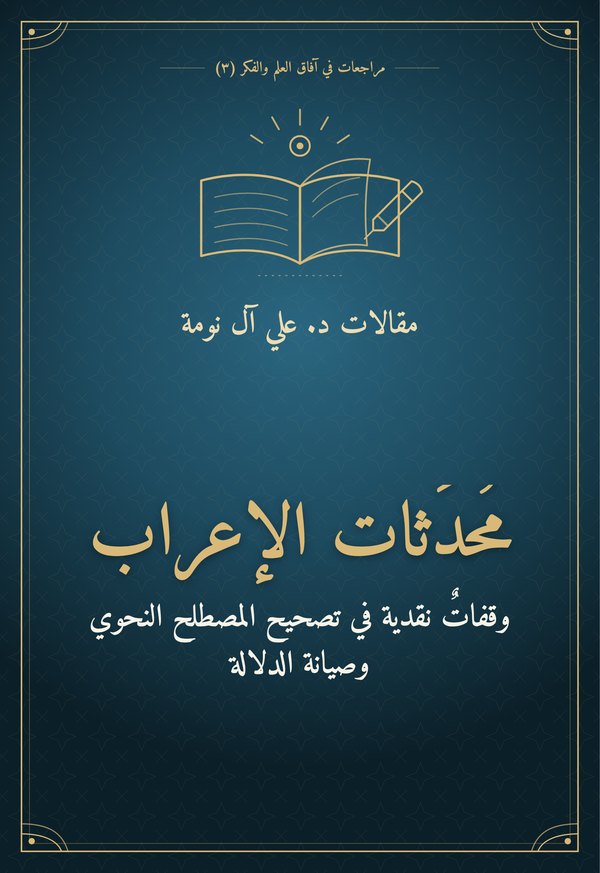 مراجعات في آفاق العلم والفكر (٣)
مقالات د. علي آل نومة
مَحدَثات الإعراب
وقفاتٌ نقدية في تصحيح المصطلح النحوي
وصيانة الدلالة